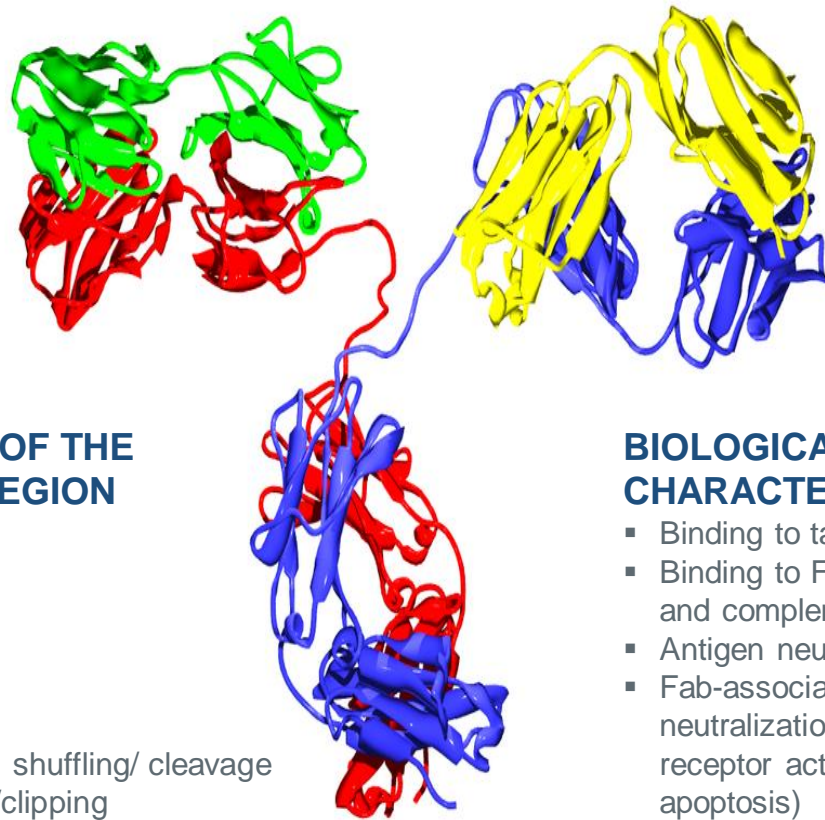 OF THE
EGION
shuffling/ cleavage
/clipping
BIOLOGICA
CHARACTE
▪ Binding to ta
▪ Binding to F
and complem
▪ Antigen neu
▪ Fab-associa
neutralizatio
receptor act
apoptosis)